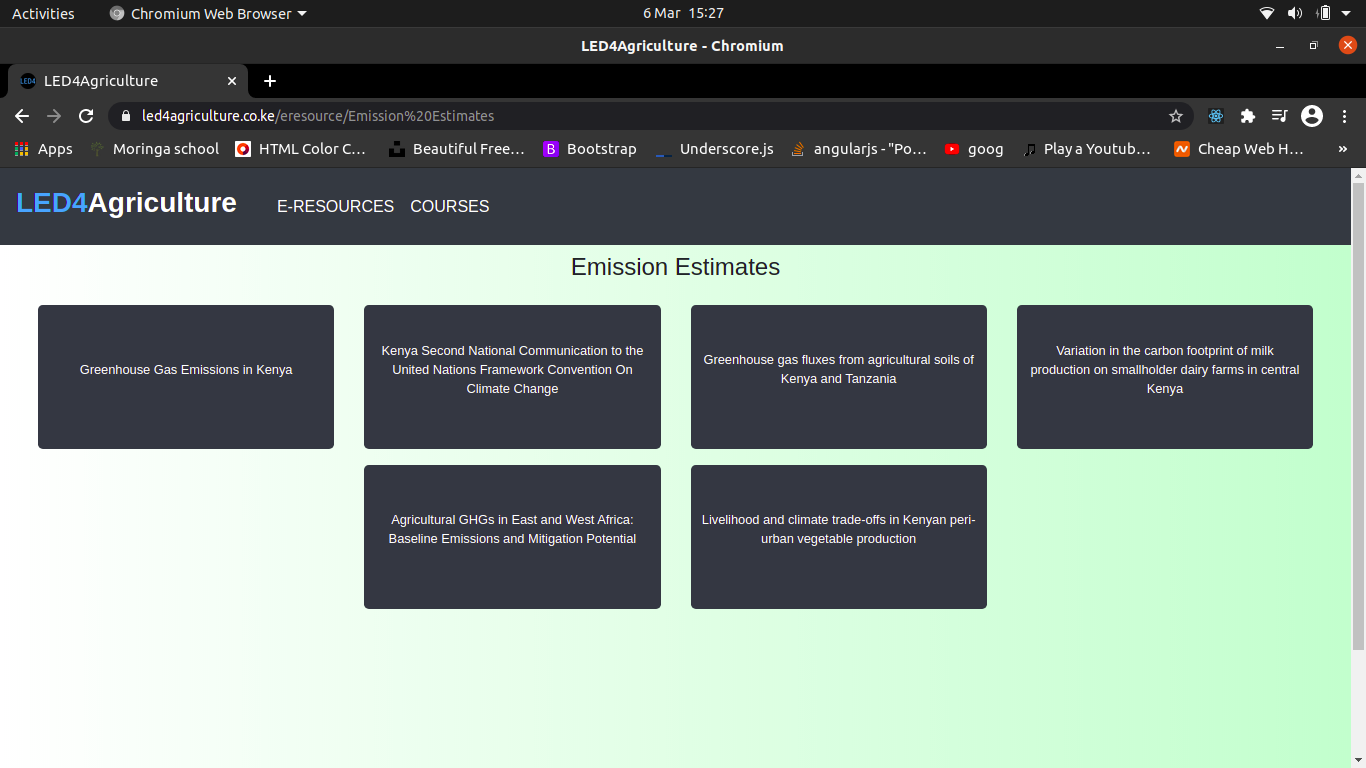 Activities
Chromium Web Browser
6 Mar 15:27
LED4Agriculture - Chromium
LED4
LED4Agriculture
led4agriculture.co.ke/eresource/Emission%20Estimates
Apps
Moringa school
HTML Color C…
Beautiful Free…
B
Bootstrap
Underscore.js
angularjs - "Po…
goog
Play a Youtub…
Cheap Web H…
»
LED4Agriculture
E-RESOURCES
COURSES
Emission Estimates
Greenhouse Gas Emissions in Kenya
Kenya Second National Communication to the
United Nations Framework Convention On
Climate Change
Greenhouse gas fluxes from agricultural soils of
Kenya and Tanzania
Variation in the carbon footprint of milk
production on smallholder dairy farms in central
Kenya
Agricultural GHGs in East and West Africa:
Baseline Emissions and Mitigation Potential
Livelihood and climate trade-offs in Kenyan peri-
urban vegetable production